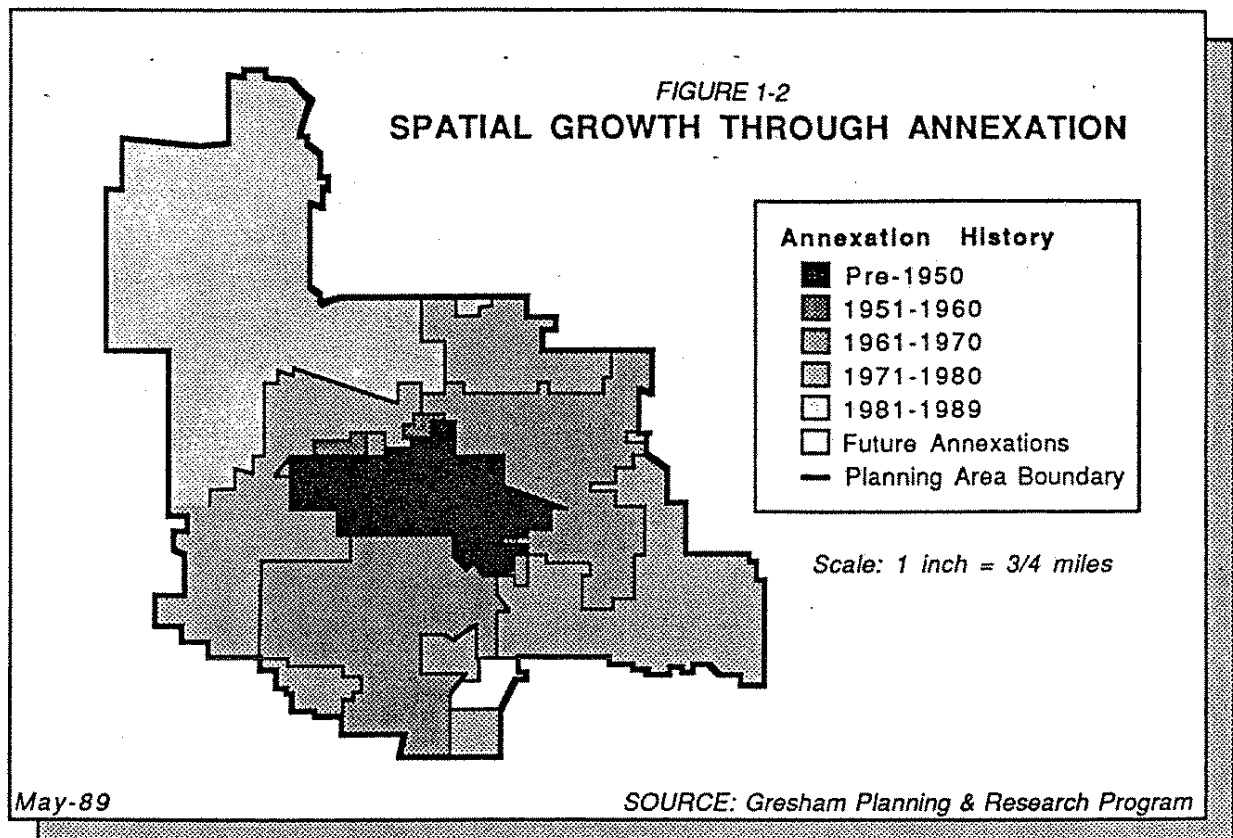 FIGURE 1-2
SPATIAL GROWTH THROUGH ANNEXATION
Annexation History
Pre-1950
1951-1960
1961-1970
1971-1980
1981-1989
Future Annexations
Planning Area Boundary
Scale: 1 inch = 3/4 miles
May-89
SOURCE: Gresham Planning & Research Program